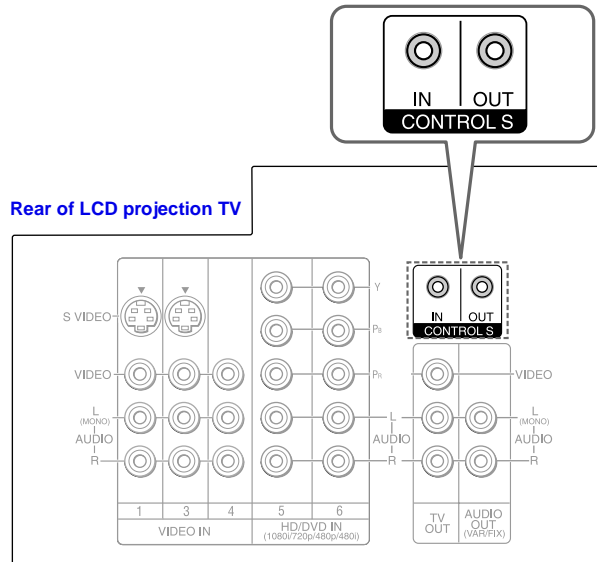 IN OUT
CONTROL S
Rear of LCD projection TV
S VIDEO
Y
PB
IN OUT
CONTROL S
VIDEO
PR
VIDEO
L
(MONO)
AUDIO
R
L
AUDIO
R
L
(MONO)
AUDIO
R
1 3 4 5 6
VIDEO IN
HD/DVD IN
(1080i/720p/480p/480i)
TV
OUT
AUDIO
OUT
(VAR/FIX)